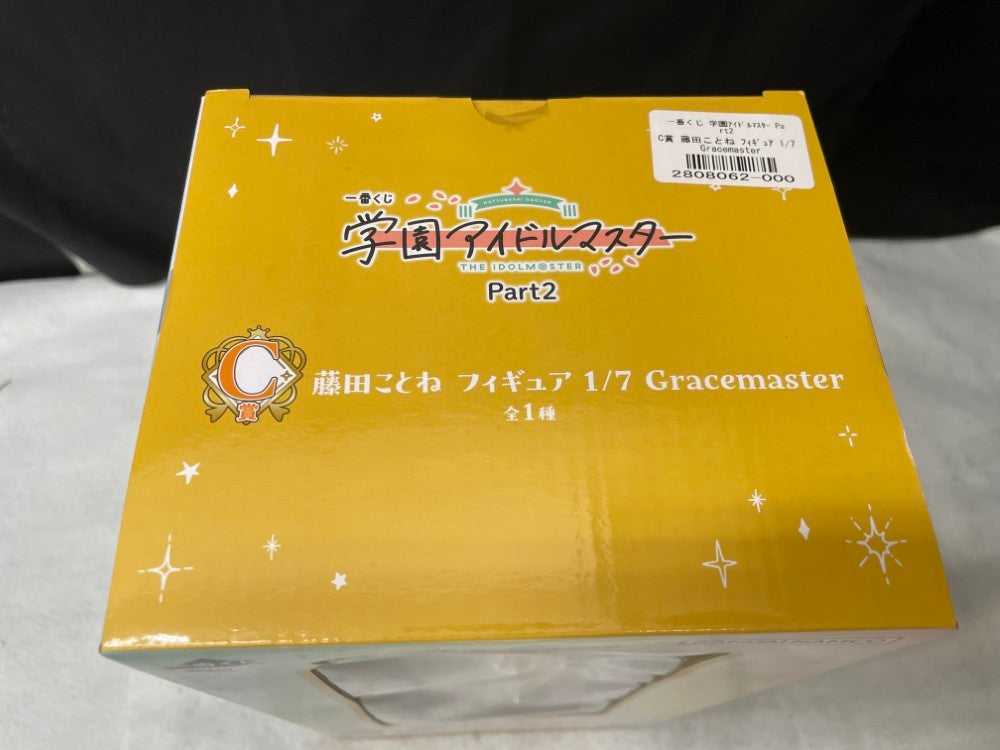 一番くじ 学園アイドルマスター Pa
rt2
C賞 藤田ことね フィギュア 1/7
Gracemaster
2808062-000
一番くじ
HATSUBOSHI GAKUEN
学園アイドルマスター
THE IDOLM@STER
Part2
C賞
藤田ことね フィギュア 1/7 Gracemaster
全1種
BANDAI NAMCO